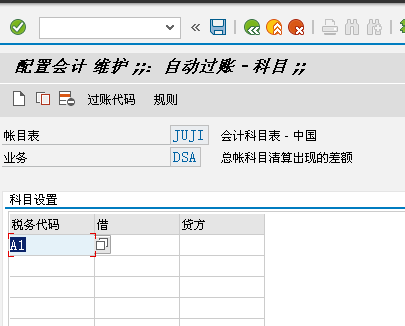 配置会计 维护 ;;: 自动过账 - 科目 ;;
过账代码 规则
帐目表 JUJI 会计科目表 - 中国
业务 DSA 总帐科目清算出现的差额
科目设置
税务代码 借 贷方
A1